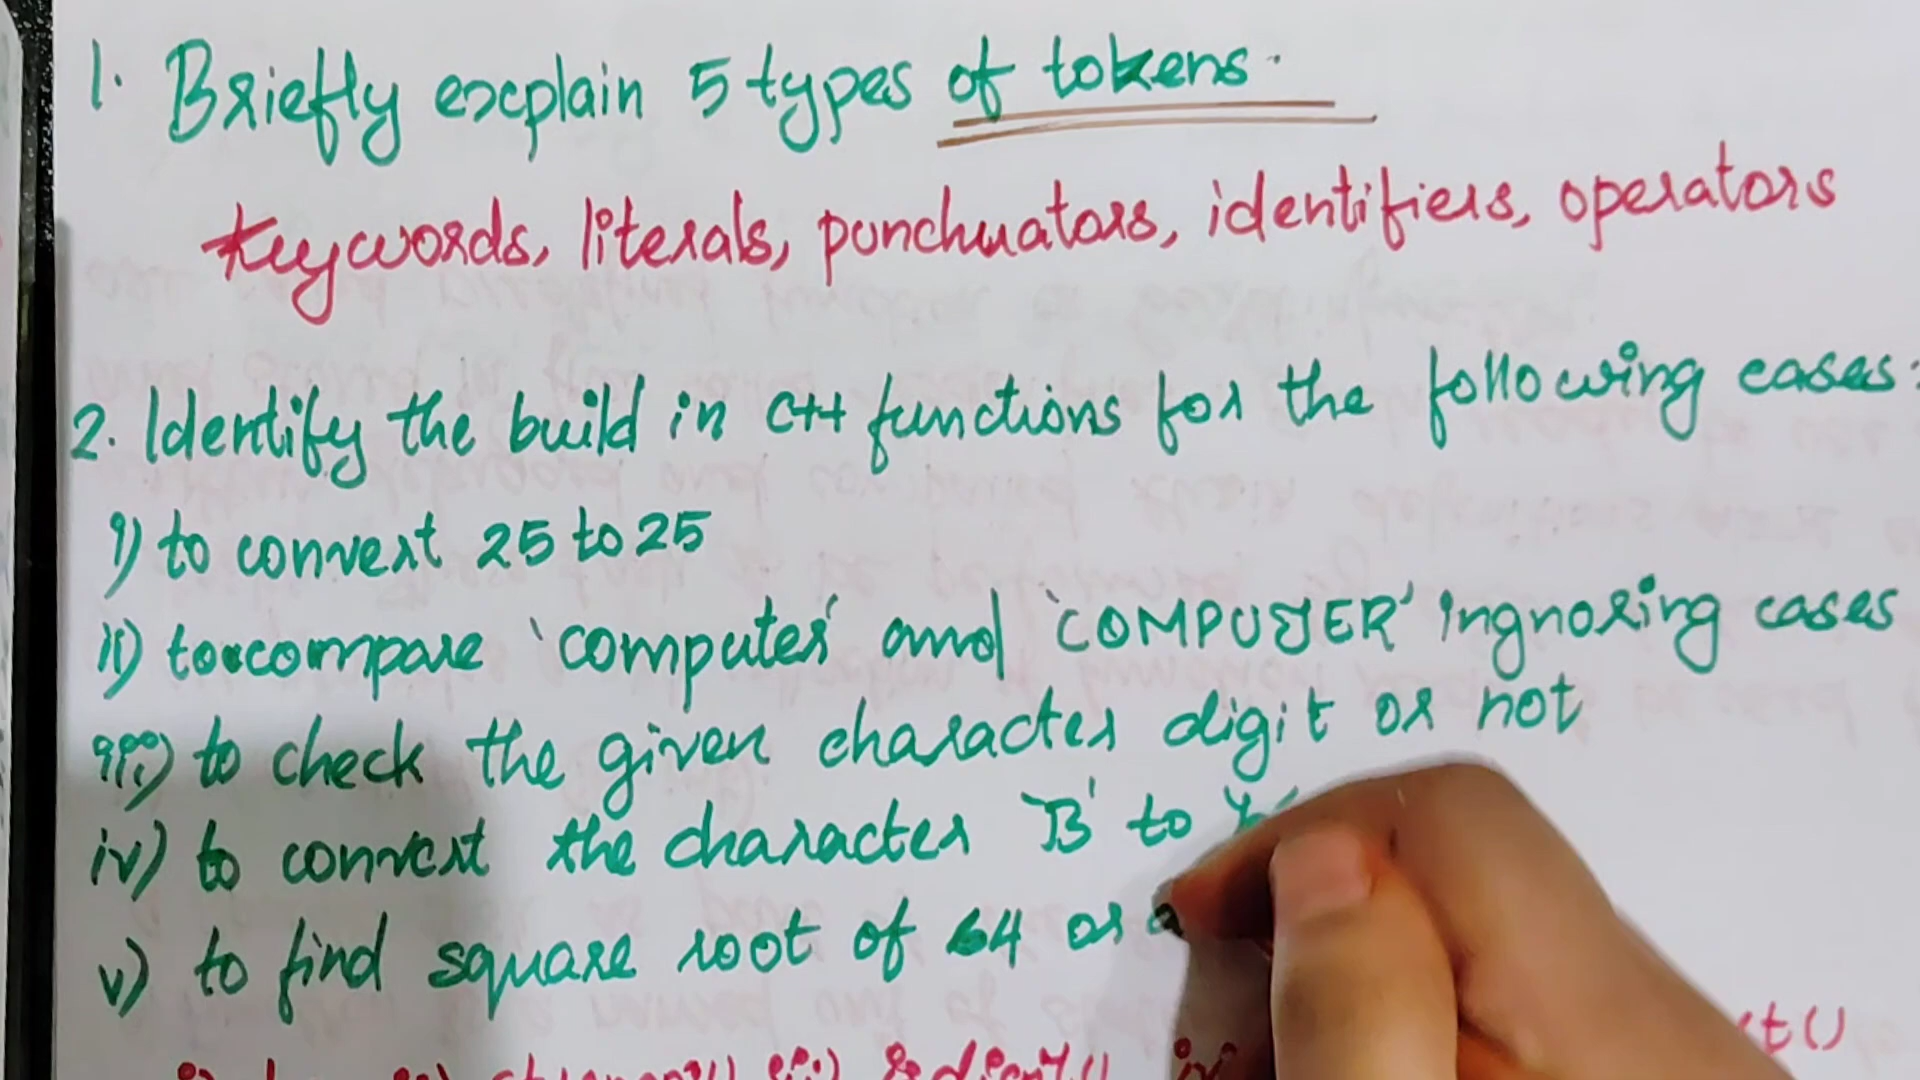 1. Briefly explain 5 types of tokens.
Keywords, literals, punchuators, identifiers, operators
2. Identify the build in C++ functions for the following cases:
i) to convert 25 to 25
ii) to compare 'computer' and 'COMPUTER' ingnoring cases
iii) to check the given character digit or not
iv) to convert the character 'B' to
v) to find square root of 64 or